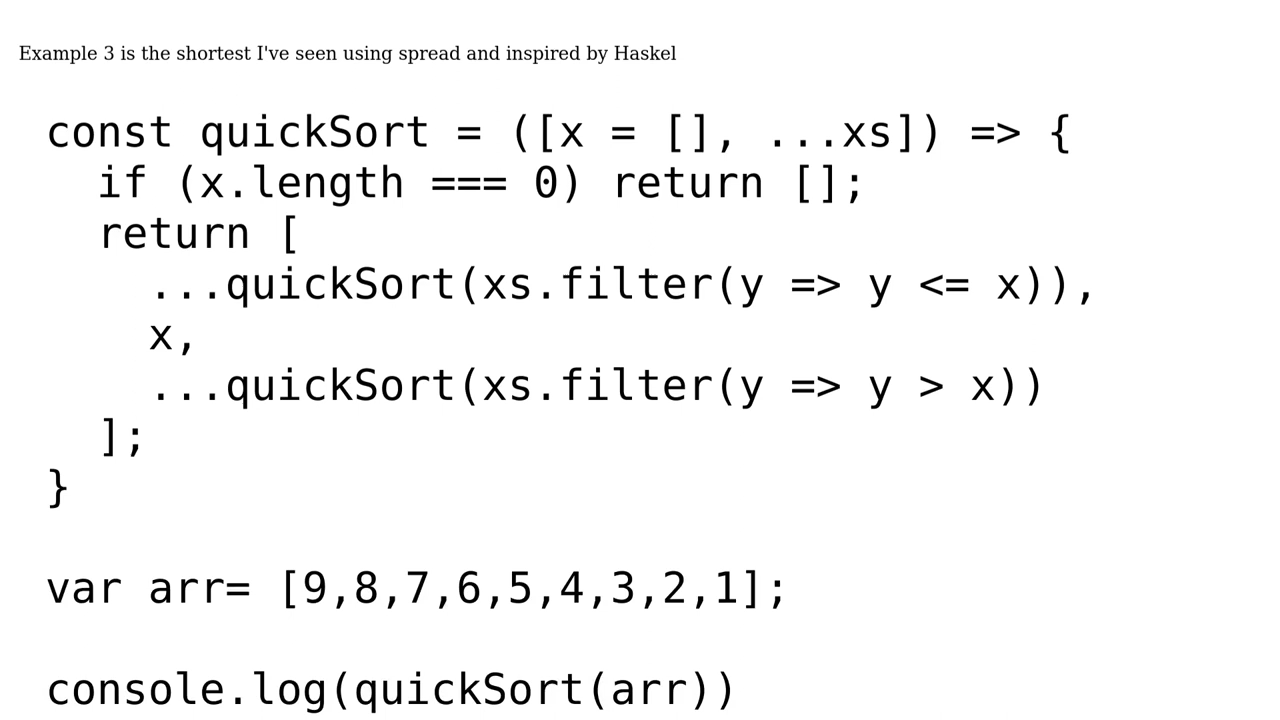 Example 3 is the shortest I've seen using spread and inspired by Haskel
const quickSort = ([x = [], ...xs]) => {
  if (x.length === 0) return [];
  return [
    ...quickSort(xs.filter(y => y <= x)),
    x,
    ...quickSort(xs.filter(y => y > x))
  ];
}
var arr= [9,8,7,6,5,4,3,2,1];
console.log(quickSort(arr))